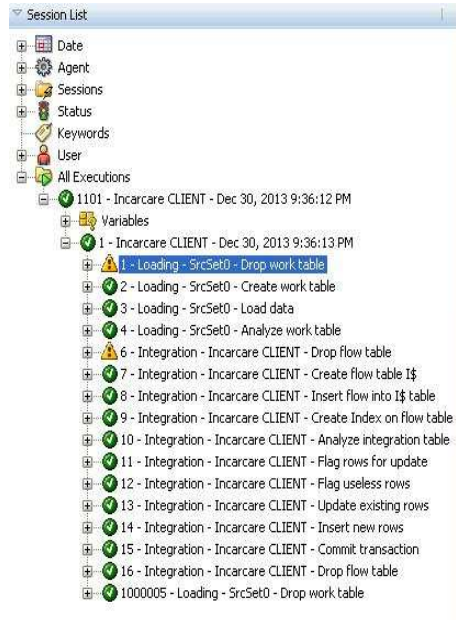 Session List
Date
Agent
Sessions
Status
Keywords
User
All Executions
1101 - Incarcare CLIENT - Dec 30, 2013 9:36:12 PM
Variables
1 - Incarcare CLIENT - Dec 30, 2013 9:36:13 PM
1 - Loading - SrcSet0 - Drop work table
2 - Loading - SrcSet0 - Create work table
3 - Loading - SrcSet0 - Load data
4 - Loading - SrcSet0 - Analyze work table
6 - Integration - Incarcare CLIENT - Drop flow table
7 - Integration - Incarcare CLIENT - Create flow table I$
8 - Integration - Incarcare CLIENT - Insert flow into I$ table
9 - Integration - Incarcare CLIENT - Create Index on flow table
10 - Integration - Incarcare CLIENT - Analyze integration table
11 - Integration - Incarcare CLIENT - Flag rows for update
12 - Integration - Incarcare CLIENT - Flag useless rows
13 - Integration - Incarcare CLIENT - Update existing rows
14 - Integration - Incarcare CLIENT - Insert new rows
15 - Integration - Incarcare CLIENT - Commit transaction
16 - Integration - Incarcare CLIENT - Drop flow table
1000005 - Loading - SrcSet0 - Drop work table